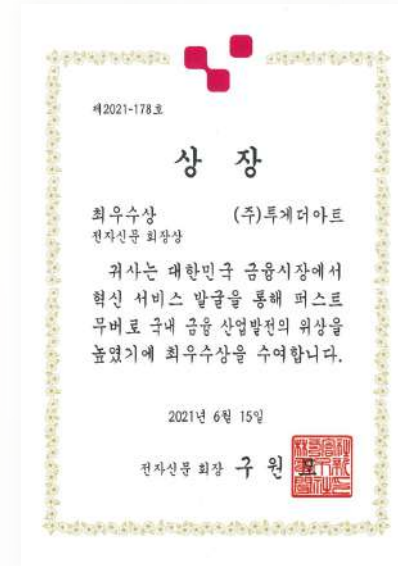 제2021-178호
상 장
최우수상 (주)투게더아트
전자신문 회장상
귀사는 대한민국 금융시장에서
혁신 서비스 발굴을 통해 퍼스트
무버로 국내 금융 산업발전의 위상을
높였기에 최우수상을 수여합니다.
2021년 6월 15일
전자신문 회장 구 원 모